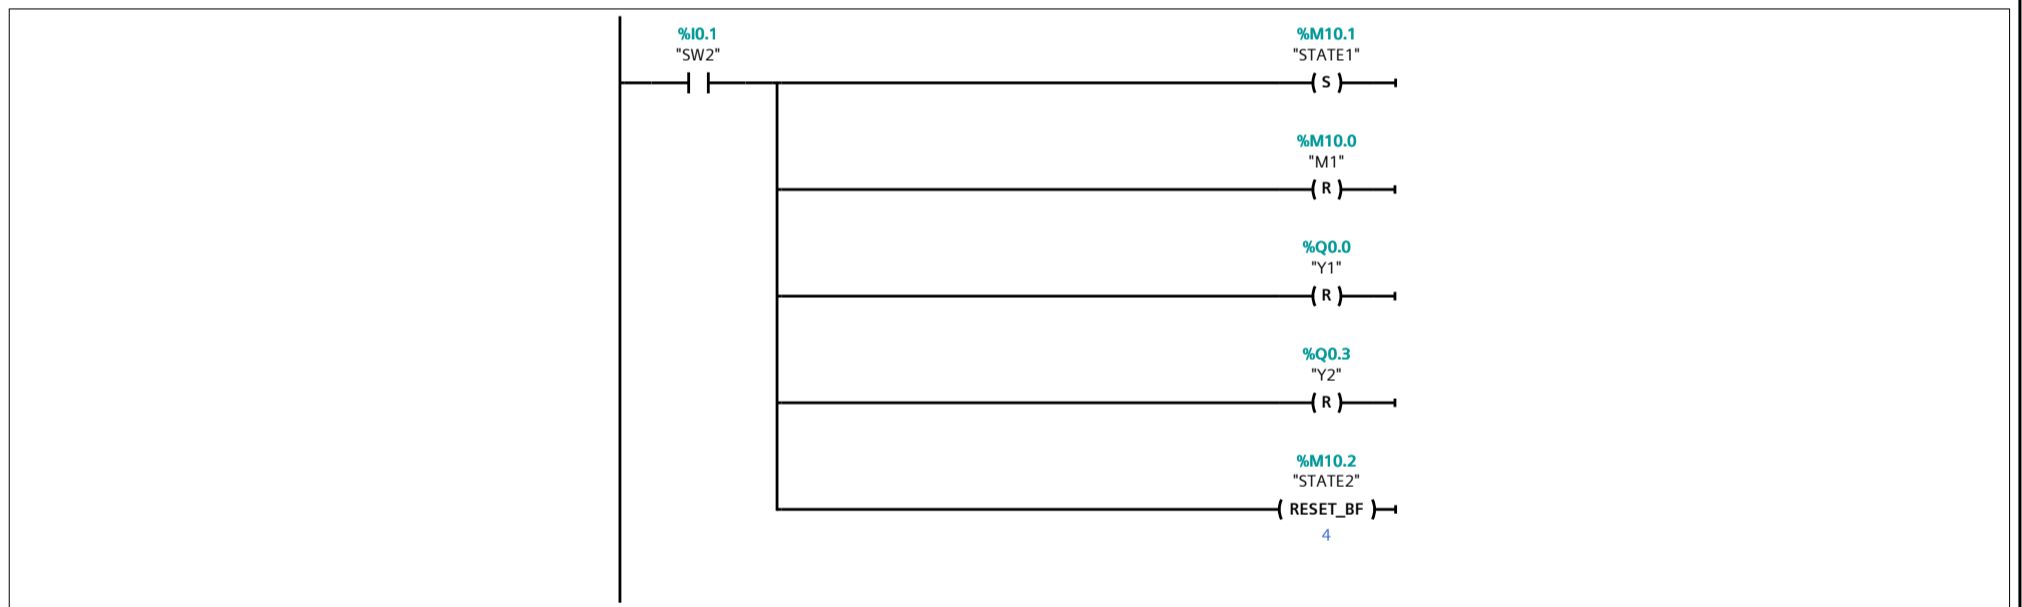 %I0.1
"SW2"
%M10.1
"STATE1"
S
%M10.0
"M1"
R
%Q0.0
"Y1"
R
%Q0.3
"Y2"
R
%M10.2
"STATE2"
RESET_BF
4